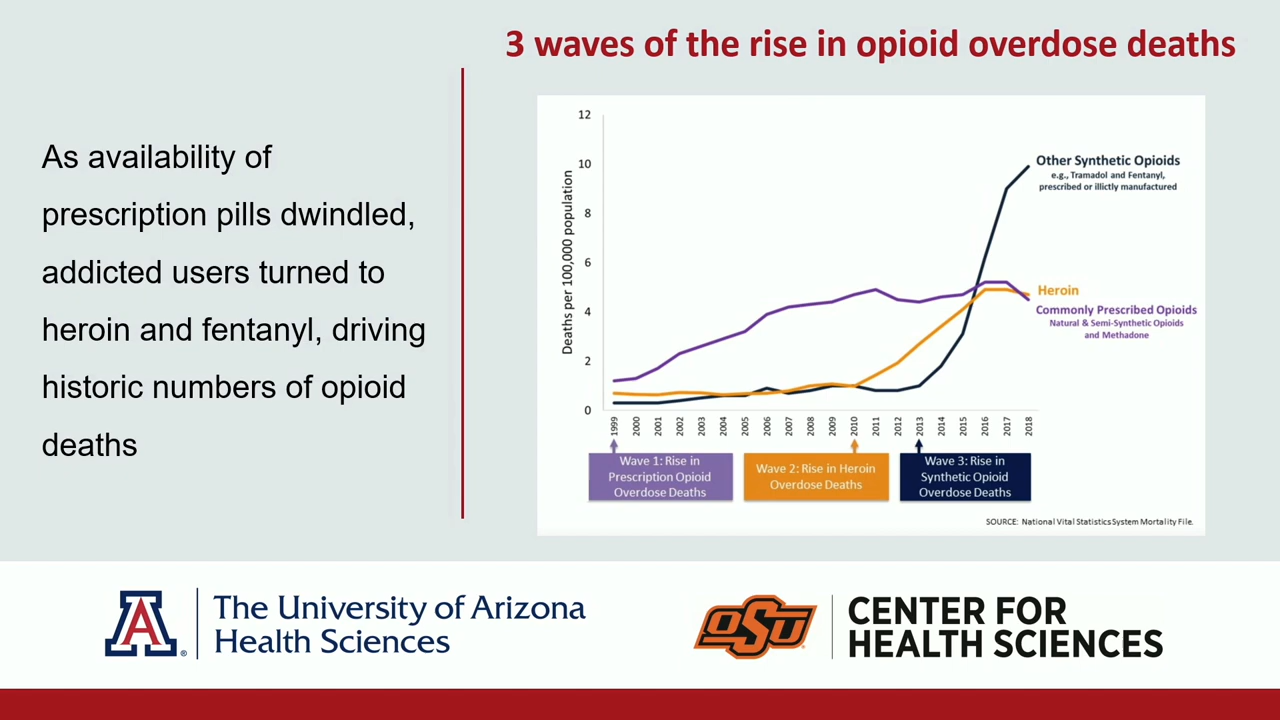 3 waves of the rise in opioid overdose deaths
As availability of
prescription pills dwindled,
addicted users turned to
heroin and fentanyl, driving
historic numbers of opioid
deaths
Deaths per 100,000 population
12
10
8
6
4
2
0
1999 2000 2001 2002 2003 2004 2005 2006 2007 2008 2009 2010 2011 2012 2013 2014 2015 2016 2017 2018
Other Synthetic Opioids
e.g., Tramadol and Fentanyl,
prescribed or illictly manufactured
Heroin
Commonly Prescribed Opioids
Natural & Semi-Synthetic Opioids
and Methadone
Wave 1: Rise in
Prescription Opioid
Overdose Deaths
Wave 2: Rise in Heroin
Overdose Deaths
Wave 3: Rise in
Synthetic Opioid
Overdose Deaths
SOURCE: National Vital Statistics System Mortality File.
A
®
The University of Arizona
Health Sciences
OSU
CENTER FOR
HEALTH SCIENCES